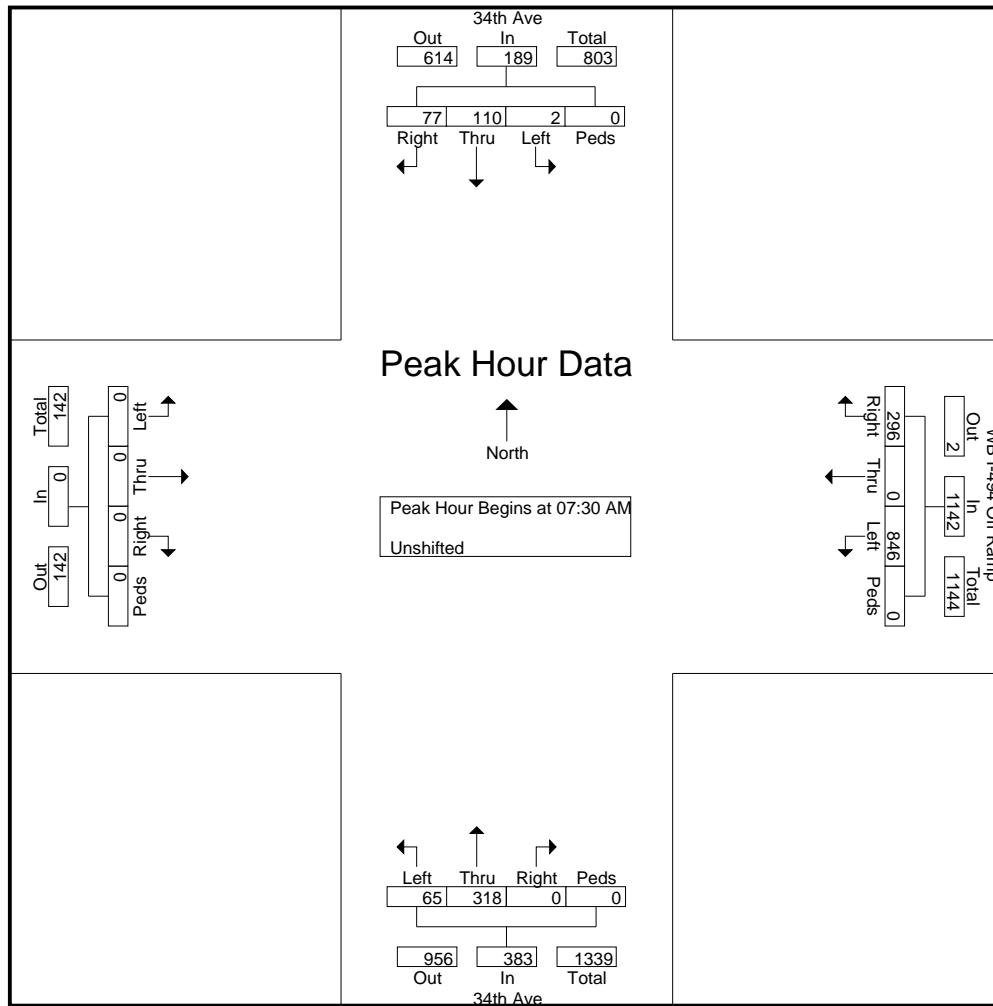 34th Ave
Out In Total
614 189 803
77 110 2 0
Right Thru Left Peds
Peak Hour Data
North
Peak Hour Begins at 07:30 AM
Unshifted
Total In Out
142 0 142
0 0 0 0
Left Thru Right Peds
Out In Total
2 1142 1144
296 0 846 0
Right Thru Left Peds
Left Thru Right Peds
65 318 0 0
956 383 1339
Out In Total
34th Ave